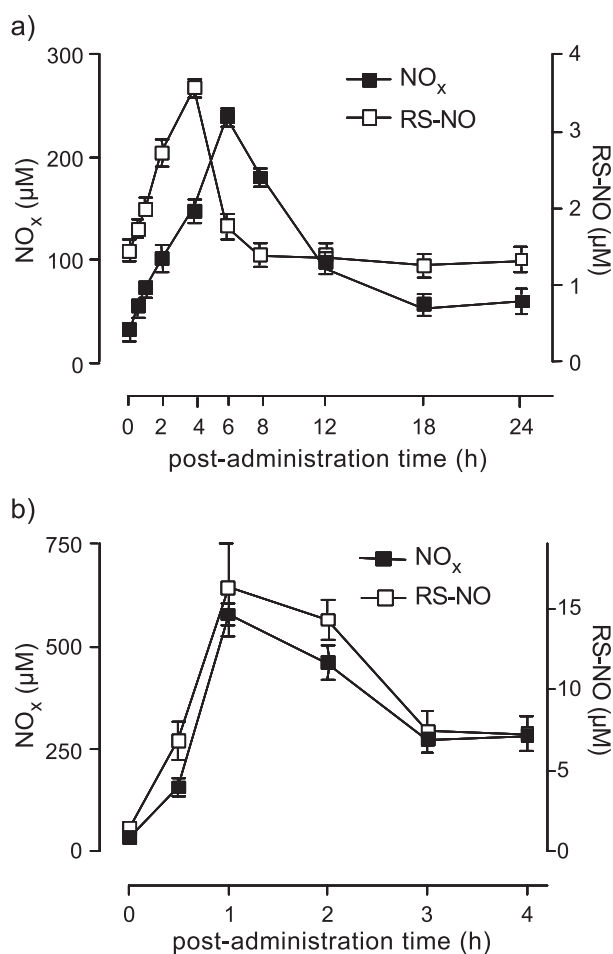 a)
300
200
100
0
NOx (µM)
NOx
RS-NO
4
3
2
1
0
RS-NO (µM)
0 2 4 6 8 12 18 24
post-administration time (h)
b)
750
500
250
0
NOx (µM)
NOx
RS-NO
15
10
5
0
RS-NO (µM)
0 1 2 3 4
post-administration time (h)